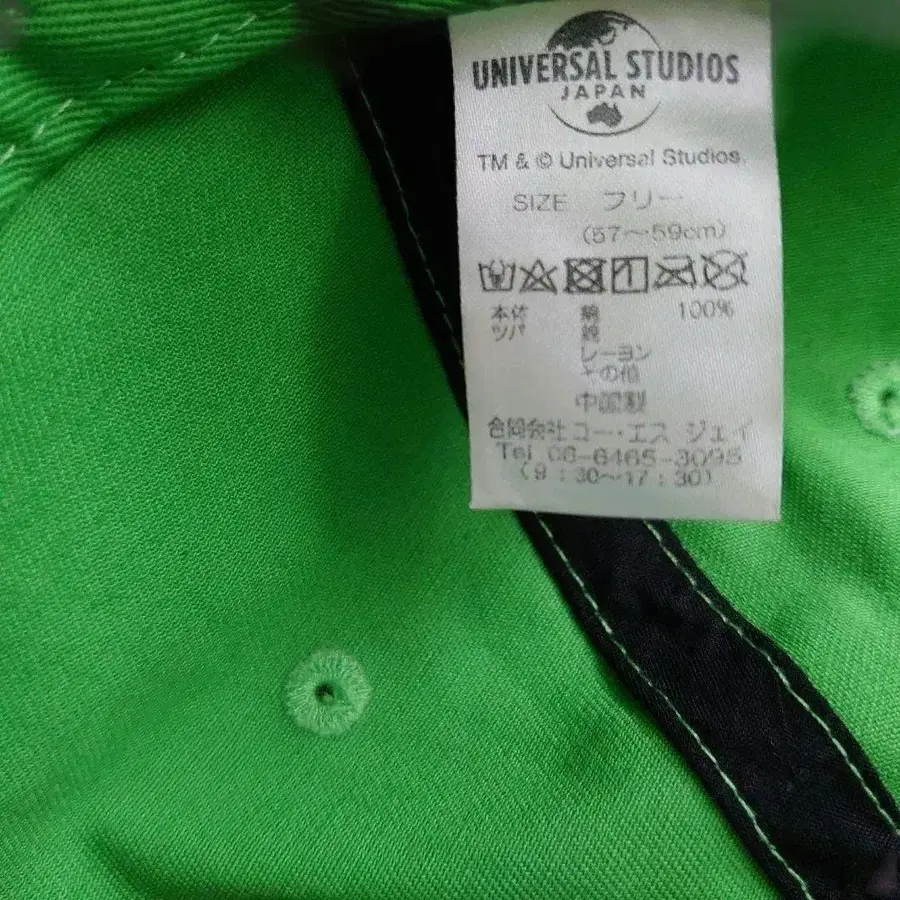 UNIVERSAL STUDIOS
JAPAN
TM & © Universal Studios.
SIZE フリー
(57～59cm)
本体 綿 100%
ツバ 綿
レーヨン
その他
中国製
合同会社ユー・エス ジェイ
Tel 06-6465-3095
(9:30～17:30)